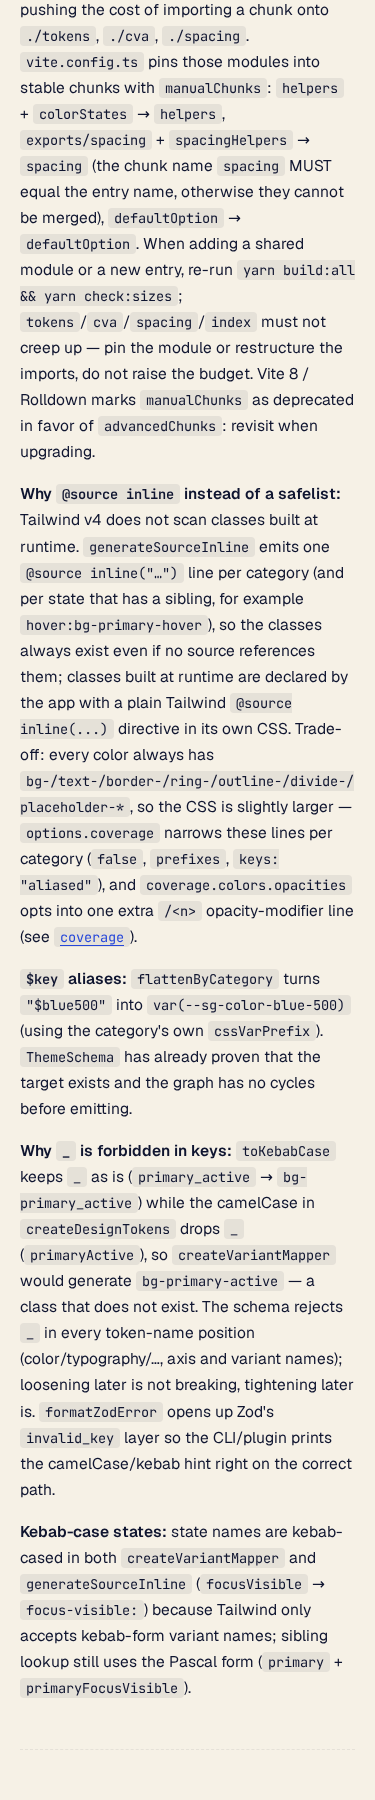 pushing the cost of importing a chunk onto
./tokens, ./cva, ./spacing.
vite.config.ts pins those modules into
stable chunks with manualChunks: helpers
+ colorStates → helpers,
exports/spacing + spacingHelpers →
spacing (the chunk name spacing MUST
equal the entry name, otherwise they cannot
be merged), defaultOption →
defaultOption. When adding a shared
module or a new entry, re-run yarn build:all
&& yarn check:sizes;
tokens/cva/spacing/index must not
creep up — pin the module or restructure the
imports, do not raise the budget. Vite 8 /
Rolldown marks manualChunks as deprecated
in favor of advancedChunks: revisit when
upgrading.
Why @source inline instead of a safelist:
Tailwind v4 does not scan classes built at
runtime. generateSourceInline emits one
@source inline("…") line per category (and
per state that has a sibling, for example
hover:bg-primary-hover), so the classes
always exist even if no source references
them; classes built at runtime are declared by
the app with a plain Tailwind @source
inline(...) directive in its own CSS. Trade-
off: every color always has
bg-/text-/border-/ring-/outline-/divide-/
placeholder-*, so the CSS is slightly larger —
options.coverage narrows these lines per
category (false, prefixes, keys:
"aliased"), and coverage.colors.opacities
opts into one extra /<n> opacity-modifier line
(see coverage).
$key aliases: flattenByCategory turns
"$blue500" into var(--sg-color-blue-500)
(using the category's own cssVarPrefix).
ThemeSchema has already proven that the
target exists and the graph has no cycles
before emitting.
Why _ is forbidden in keys: toKebabCase
keeps _ as is (primary_active → bg-
primary_active) while the camelCase in
createDesignTokens drops _
(primaryActive), so createVariantMapper
would generate bg-primary-active — a
class that does not exist. The schema rejects
_ in every token-name position
(color/typography/…, axis and variant names);
loosening later is not breaking, tightening later
is. formatZodError opens up Zod's
invalid_key layer so the CLI/plugin prints
the camelCase/kebab hint right on the correct
path.
Kebab-case states: state names are kebab-
cased in both createVariantMapper and
generateSourceInline (focusVisible →
focus-visible:) because Tailwind only
accepts kebab-form variant names; sibling
lookup still uses the Pascal form (primary +
primaryFocusVisible).